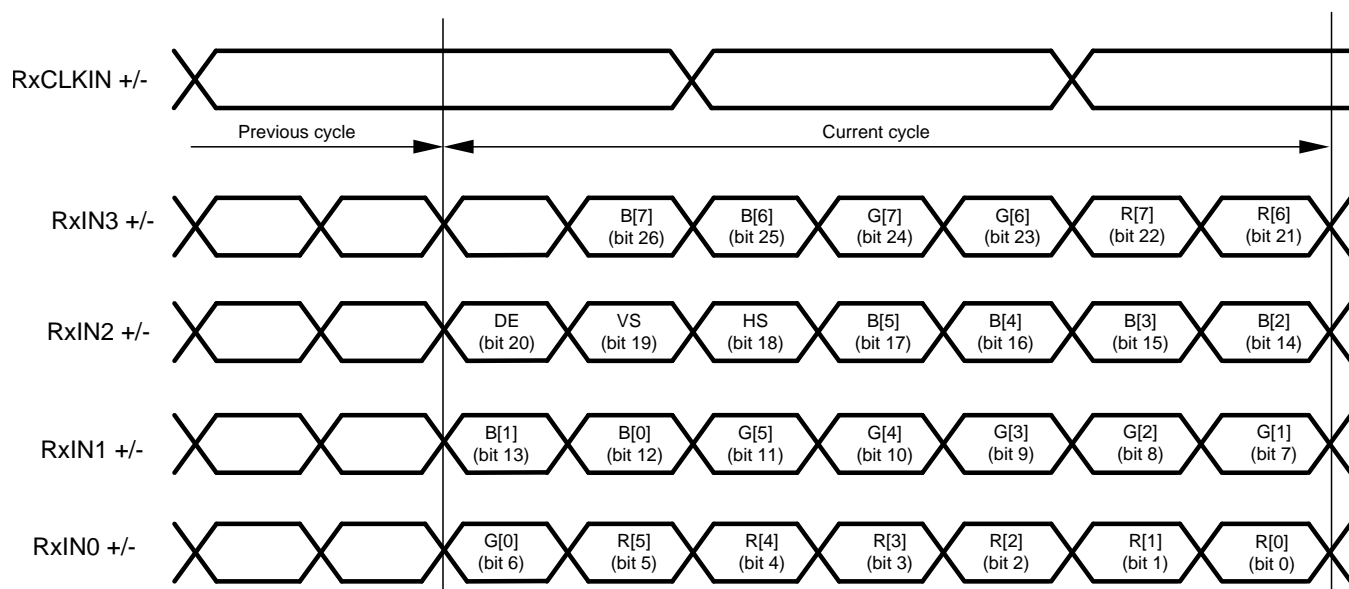 RxCLKIN +/-
Previous cycle
Current cycle
RxIN3 +/-
B[7]
(bit 26)
B[6]
(bit 25)
G[7]
(bit 24)
G[6]
(bit 23)
R[7]
(bit 22)
R[6]
(bit 21)
RxIN2 +/-
DE
(bit 20)
VS
(bit 19)
HS
(bit 18)
B[5]
(bit 17)
B[4]
(bit 16)
B[3]
(bit 15)
B[2]
(bit 14)
RxIN1 +/-
B[1]
(bit 13)
B[0]
(bit 12)
G[5]
(bit 11)
G[4]
(bit 10)
G[3]
(bit 9)
G[2]
(bit 8)
G[1]
(bit 7)
RxIN0 +/-
G[0]
(bit 6)
R[5]
(bit 5)
R[4]
(bit 4)
R[3]
(bit 3)
R[2]
(bit 2)
R[1]
(bit 1)
R[0]
(bit 0)